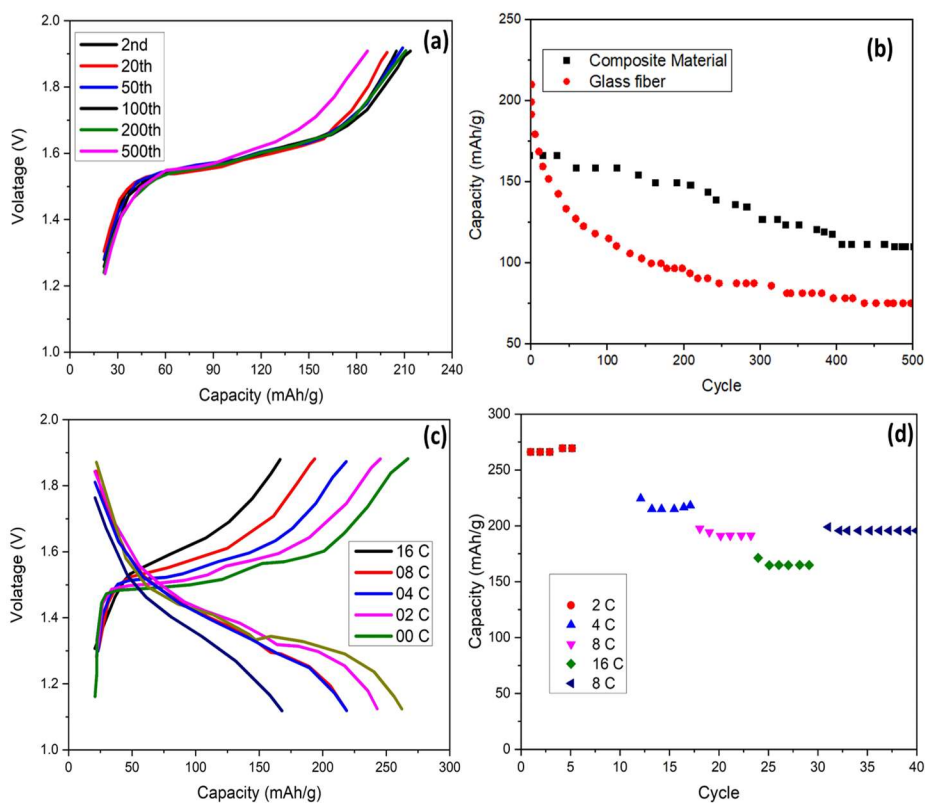 (a)
2.0
1.8
1.6
1.4
1.2
1.0
Volatage (V)
2nd
20th
50th
100th
200th
500th
0 30 60 90 120 150 180 210 240
Capacity (mAh/g)
(b)
250
200
150
100
50
Capacity (mAh/g)
Composite Material
Glass fiber
0 100 200 300 400 500
Cycle
(c)
2.0
1.8
1.6
1.4
1.2
1.0
Volatage (V)
16 C
08 C
04 C
02 C
00 C
0 50 100 150 200 250 300
Capacity (mAh/g)
(d)
300
250
200
150
100
50
0
Capacity (mAh/g)
2 C
4 C
8 C
16 C
8 C
0 5 10 15 20 25 30 35 40
Cycle